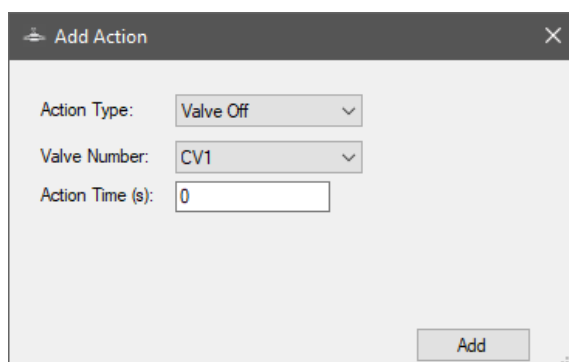 Add Action
Action Type: Valve Off
Valve Number: CV1
Action Time (s): 0
Add